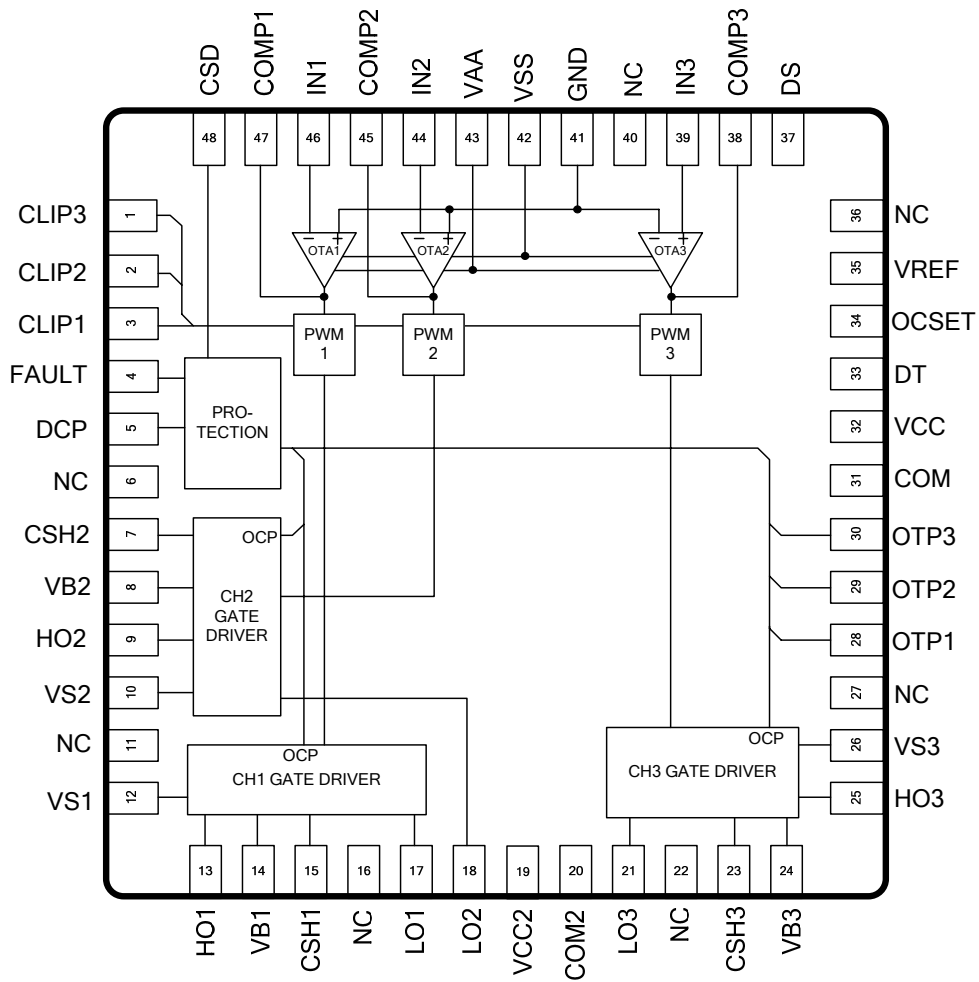 CSD
COMP1
IN1
COMP2
IN2
VAA
VSS
GND
NC
IN3
COMP3
DS
48
47
46
45
44
43
42
41
40
39
38
37
CLIP3
1
CLIP2
2
CLIP1
3
FAULT
4
DCP
5
NC
6
CSH2
7
VB2
8
HO2
9
VS2
10
NC
11
VS1
12
− +
OTA1
− +
OTA2
− +
OTA3
PWM
1
PWM
2
PWM
3
PRO-
TECTION
OCP
CH2
GATE
DRIVER
OCP
CH1 GATE DRIVER
OCP
CH3 GATE DRIVER
36
NC
35
VREF
34
OCSET
33
DT
32
VCC
31
COM
30
OTP3
29
OTP2
28
OTP1
27
NC
26
VS3
25
HO3
13
14
15
16
17
18
19
20
21
22
23
24
HO1
VB1
CSH1
NC
LO1
LO2
VCC2
COM2
LO3
NC
CSH3
VB3